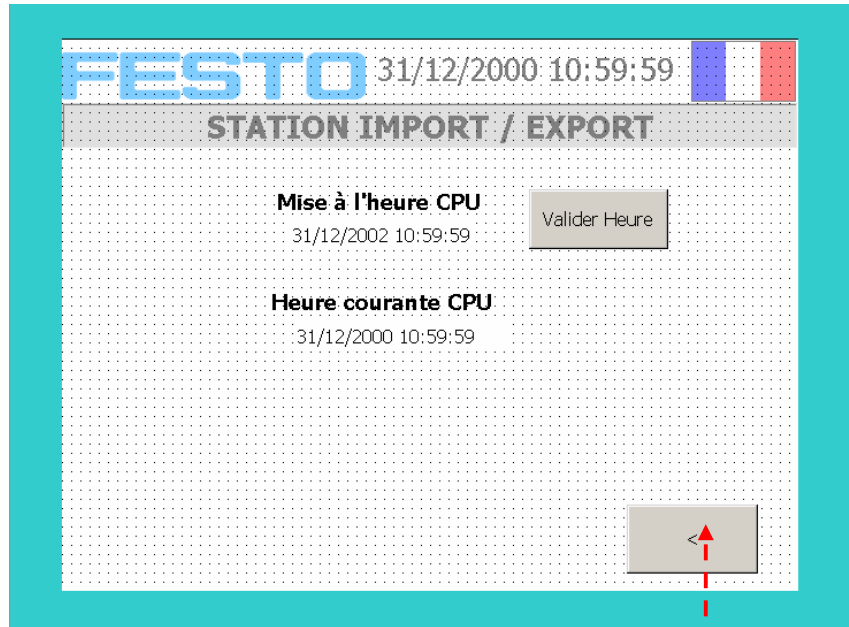 FESTO 31/12/2000 10:59:59
STATION IMPORT / EXPORT
Mise à l'heure CPU
31/12/2002 10:59:59
Valider Heure
Heure courante CPU
31/12/2000 10:59:59
<